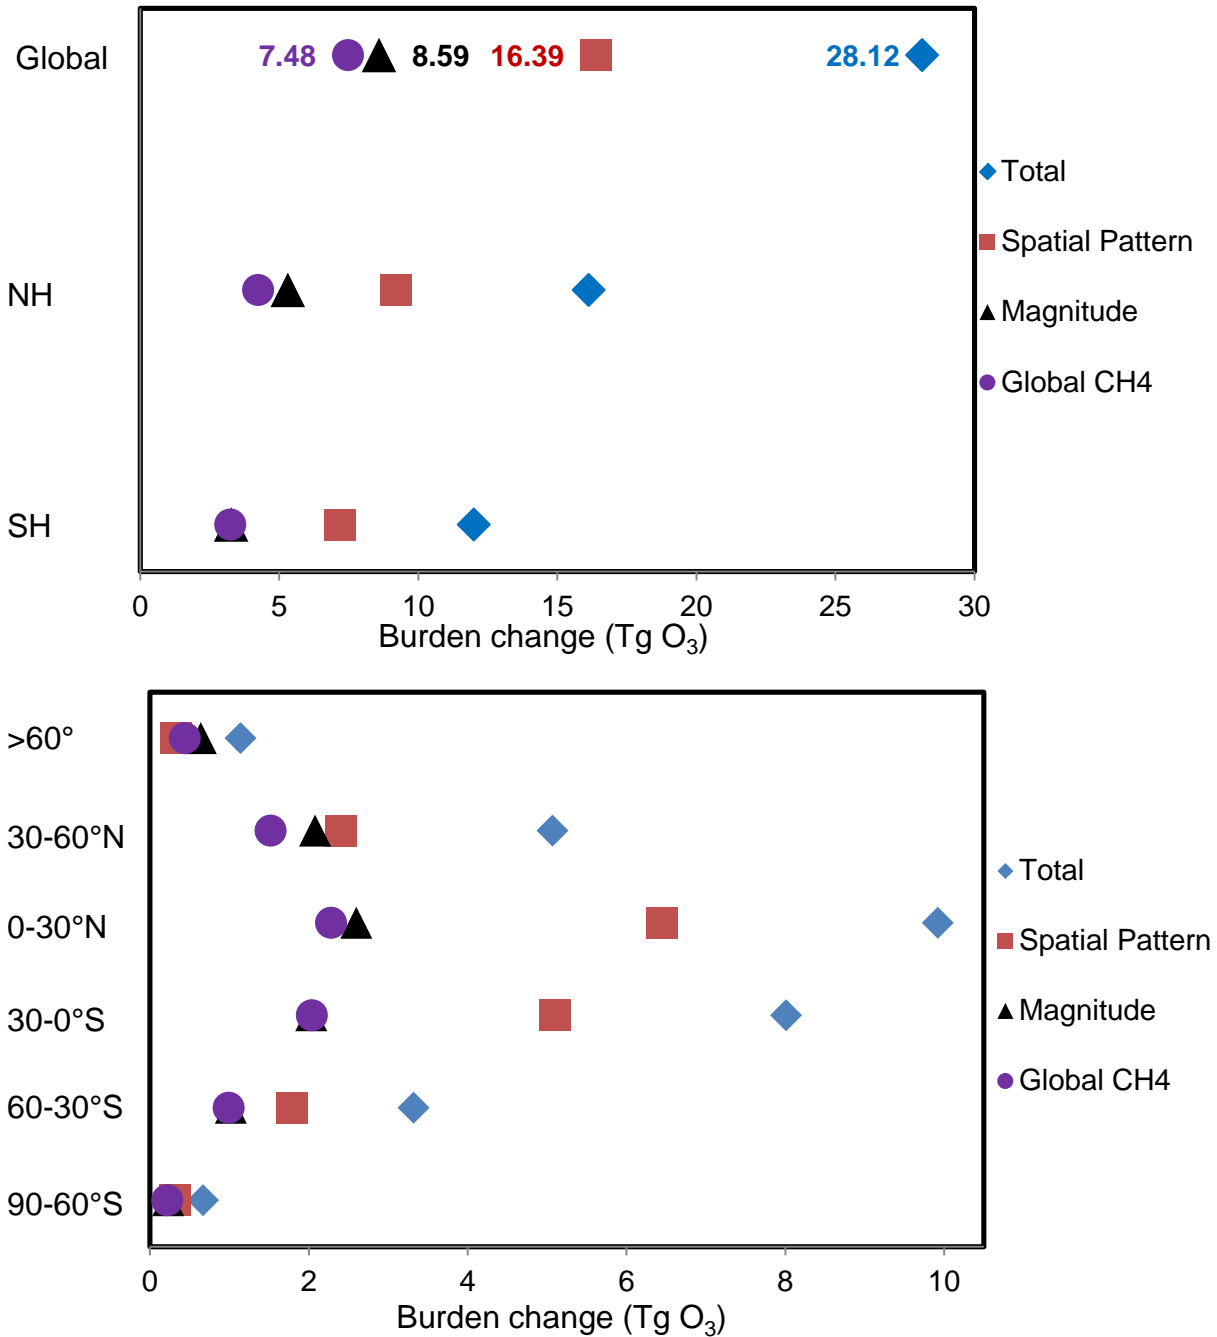 Global 7.48 8.59 16.39 28.12
Total
Spatial Pattern
NH
Magnitude
Global CH4
SH
0 5 10 15 20 25 30
Burden change (Tg O₃)
>60°
30-60°N
Total
0-30°N
Spatial Pattern
30-0°S
Magnitude
Global CH4
60-30°S
90-60°S
0 2 4 6 8 10
Burden change (Tg O₃)